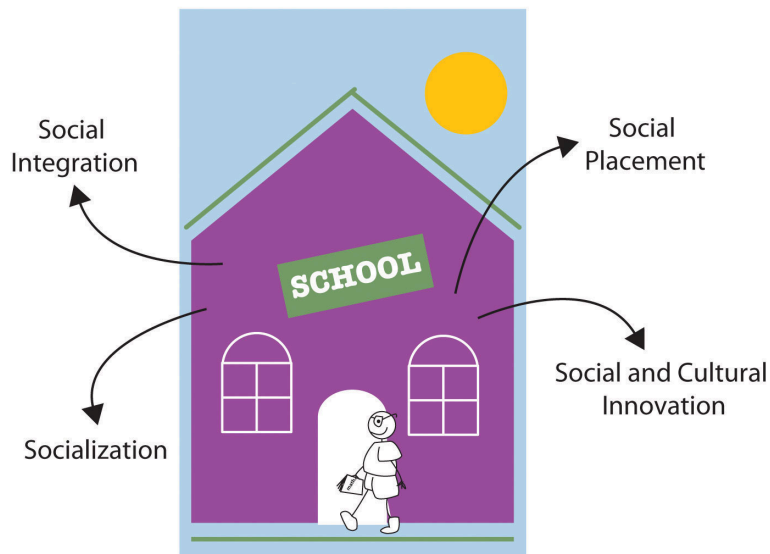 Social
Integration
Social
Placement
SCHOOL
Social and Cultural
Innovation
Socialization